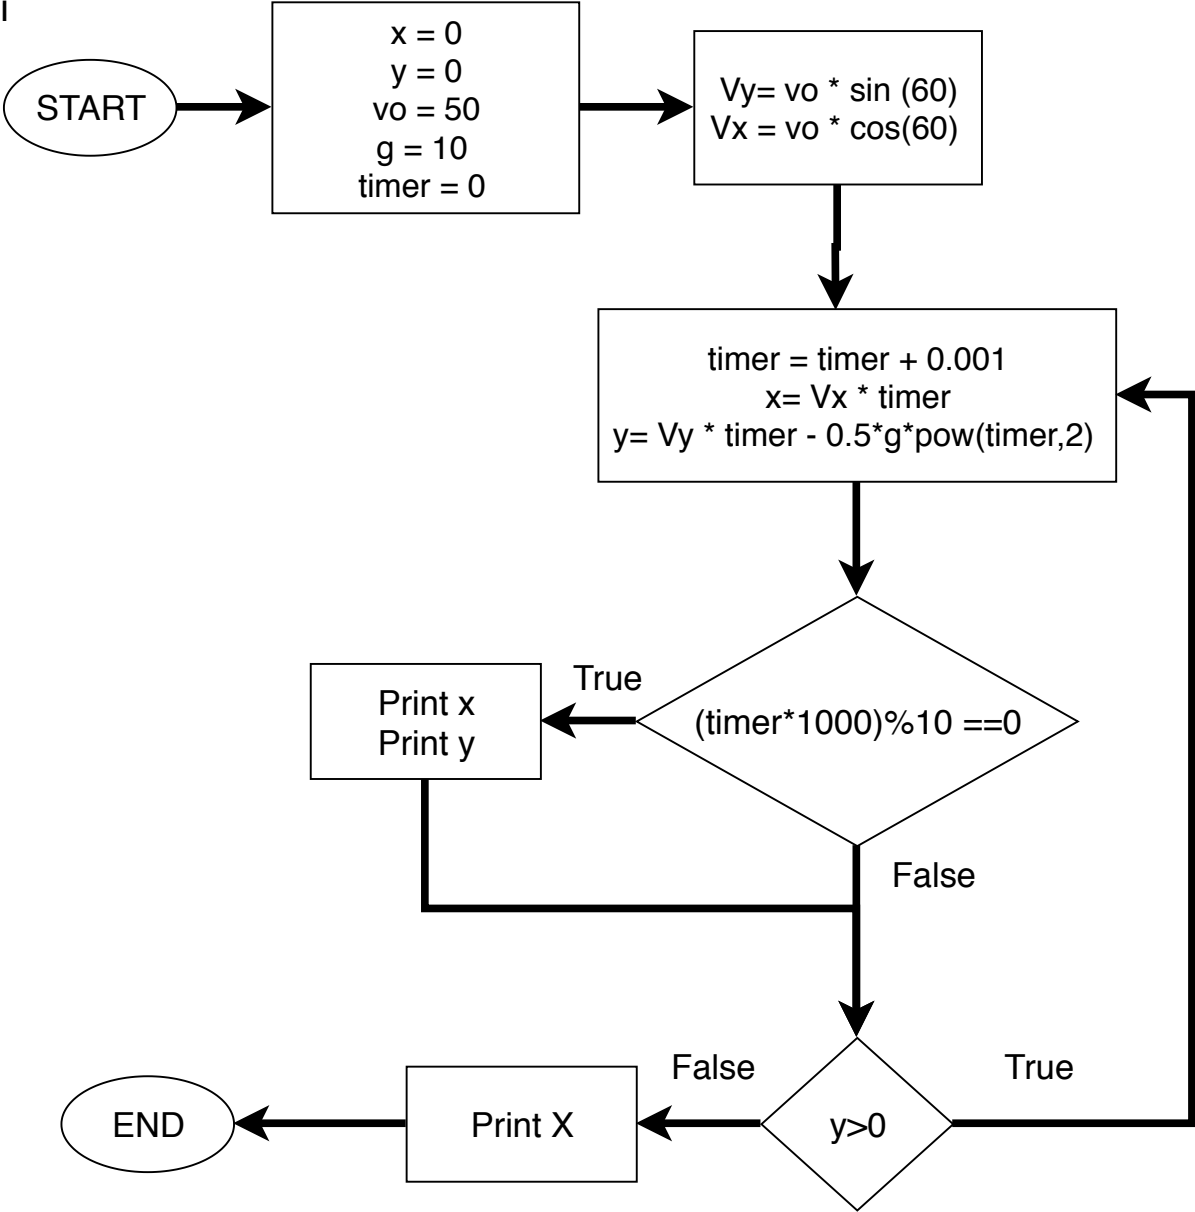 START
x = 0
y = 0
vo = 50
g = 10
timer = 0
Vy= vo * sin (60)
Vx = vo * cos(60)
timer = timer + 0.001
x= Vx * timer
y= Vy * timer - 0.5*g*pow(timer,2)
(timer*1000)%10 ==0
True
Print x
Print y
False
y>0
True
False
Print X
END